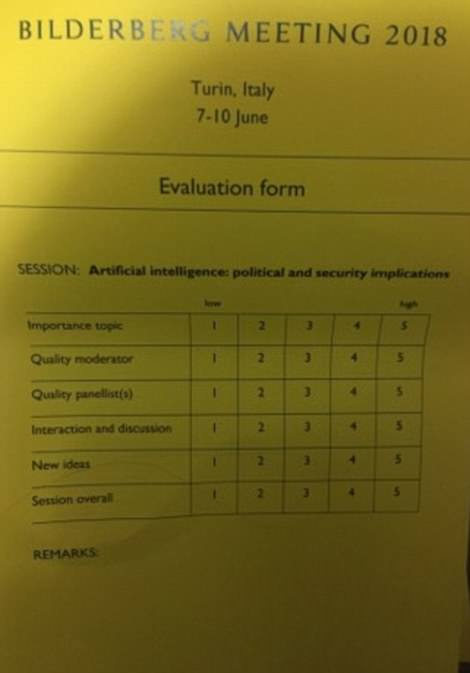 BILDERBERG MEETING 2018
Turin, Italy
7-10 June
Evaluation form
SESSION: Artificial intelligence: political and security implications
low high
Importance topic 1 2 3 4 5
Quality moderator 1 2 3 4 5
Quality panellist(s) 1 2 3 4 5
Interaction and discussion 1 2 3 4 5
New ideas 1 2 3 4 5
Session overall 1 2 3 4 5
REMARKS: